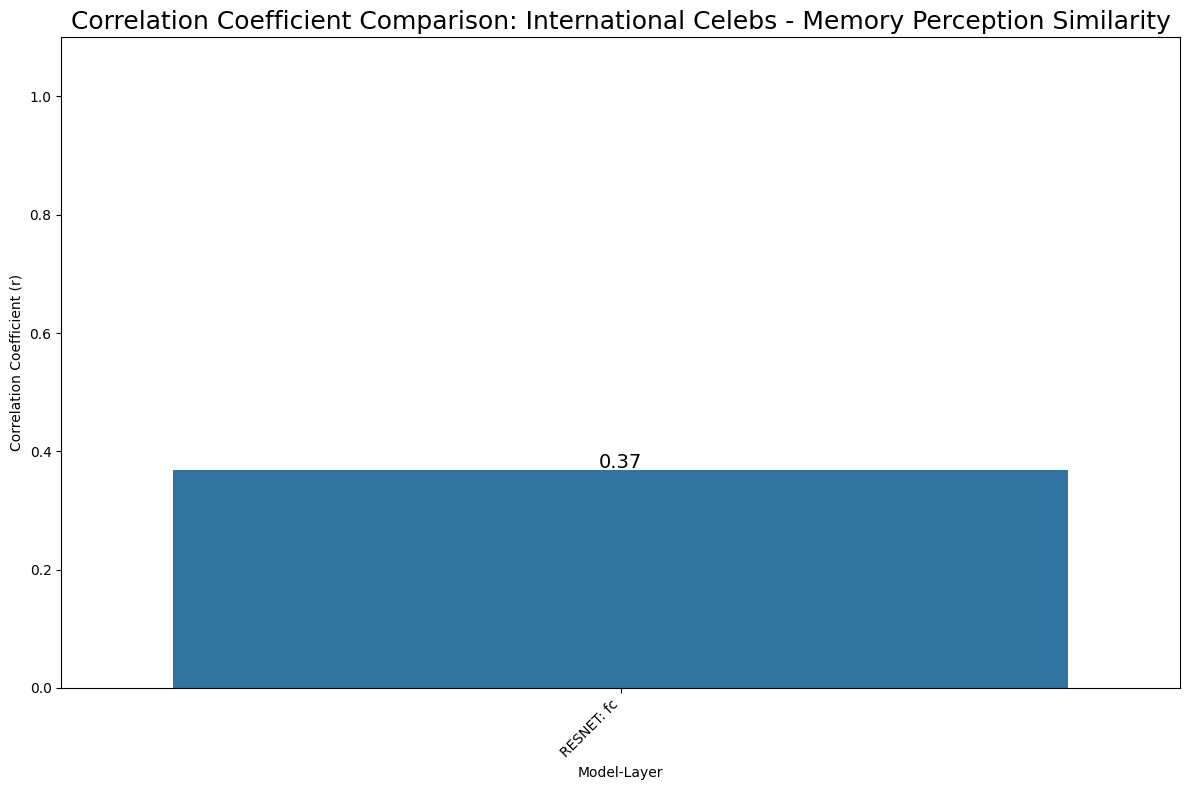 Correlation Coefficient Comparison: International Celebs - Memory Perception Similarity
1.0
0.8
0.6
0.4
0.2
0.0
Correlation Coefficient (r)
0.37
RESNET: fc
Model-Layer